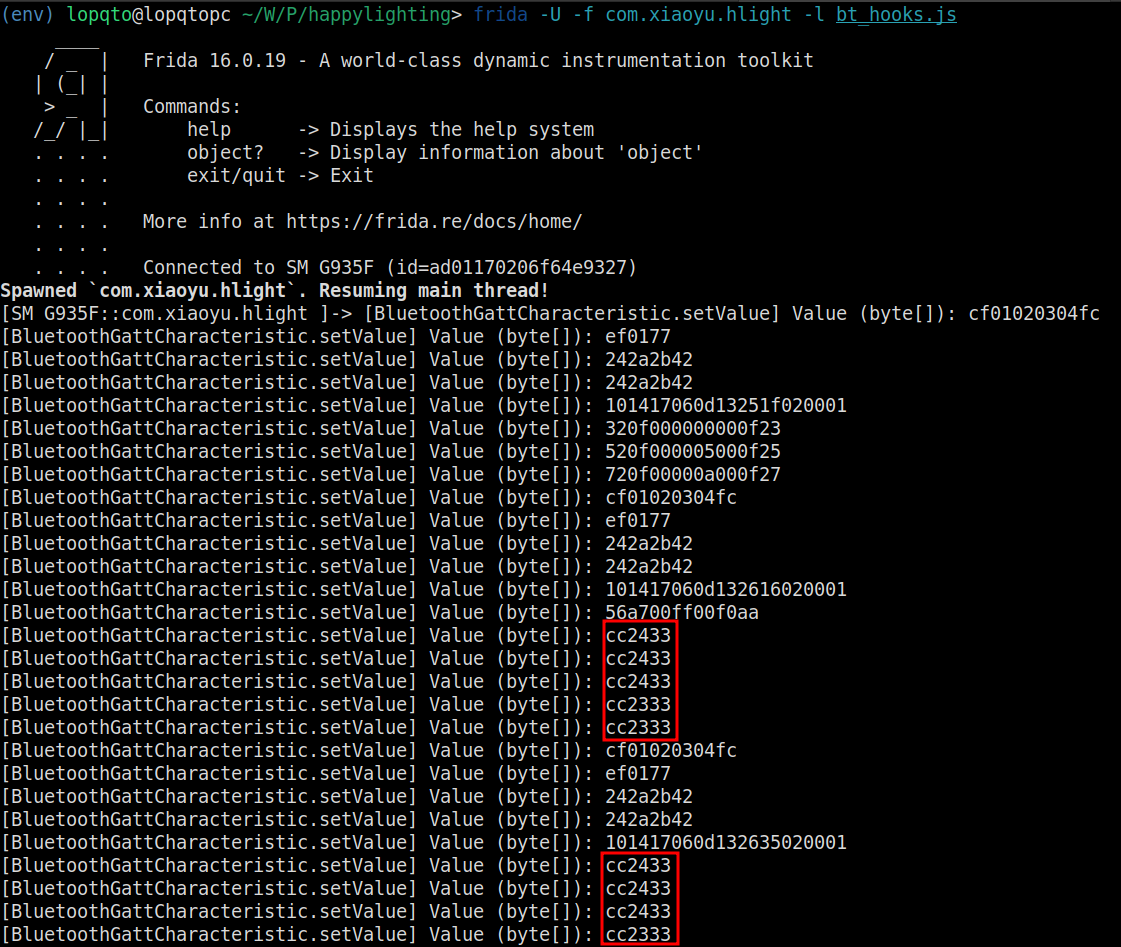 (env) lopqto@lopqtopc ~/W/P/happylighting> frida -U -f com.xiaoyu.hlight -l bt_hooks.js
     ____
    / _  |   Frida 16.0.19 - A world-class dynamic instrumentation toolkit
   | (_| |
    > _  |   Commands:
   /_/ |_|       help      -> Displays the help system
   . . . .       object?   -> Display information about 'object'
   . . . .       exit/quit -> Exit
   . . . .
   . . . .   More info at https://frida.re/docs/home/
   . . . .
   . . . .   Connected to SM G935F (id=ad01170206f64e9327)
Spawned `com.xiaoyu.hlight`. Resuming main thread!
[SM G935F::com.xiaoyu.hlight ]-> [BluetoothGattCharacteristic.setValue] Value (byte[]): cf01020304fc
[BluetoothGattCharacteristic.setValue] Value (byte[]): ef0177
[BluetoothGattCharacteristic.setValue] Value (byte[]): 242a2b42
[BluetoothGattCharacteristic.setValue] Value (byte[]): 242a2b42
[BluetoothGattCharacteristic.setValue] Value (byte[]): 101417060d13251f020001
[BluetoothGattCharacteristic.setValue] Value (byte[]): 320f000000000f23
[BluetoothGattCharacteristic.setValue] Value (byte[]): 520f000005000f25
[BluetoothGattCharacteristic.setValue] Value (byte[]): 720f00000a000f27
[BluetoothGattCharacteristic.setValue] Value (byte[]): cf01020304fc
[BluetoothGattCharacteristic.setValue] Value (byte[]): ef0177
[BluetoothGattCharacteristic.setValue] Value (byte[]): 242a2b42
[BluetoothGattCharacteristic.setValue] Value (byte[]): 242a2b42
[BluetoothGattCharacteristic.setValue] Value (byte[]): 101417060d132616020001
[BluetoothGattCharacteristic.setValue] Value (byte[]): 56a700ff00f0aa
[BluetoothGattCharacteristic.setValue] Value (byte[]): cc2433
[BluetoothGattCharacteristic.setValue] Value (byte[]): cc2433
[BluetoothGattCharacteristic.setValue] Value (byte[]): cc2433
[BluetoothGattCharacteristic.setValue] Value (byte[]): cc2333
[BluetoothGattCharacteristic.setValue] Value (byte[]): cc2333
[BluetoothGattCharacteristic.setValue] Value (byte[]): cf01020304fc
[BluetoothGattCharacteristic.setValue] Value (byte[]): ef0177
[BluetoothGattCharacteristic.setValue] Value (byte[]): 242a2b42
[BluetoothGattCharacteristic.setValue] Value (byte[]): 242a2b42
[BluetoothGattCharacteristic.setValue] Value (byte[]): 101417060d132635020001
[BluetoothGattCharacteristic.setValue] Value (byte[]): cc2433
[BluetoothGattCharacteristic.setValue] Value (byte[]): cc2433
[BluetoothGattCharacteristic.setValue] Value (byte[]): cc2433
[BluetoothGattCharacteristic.setValue] Value (byte[]): cc2333